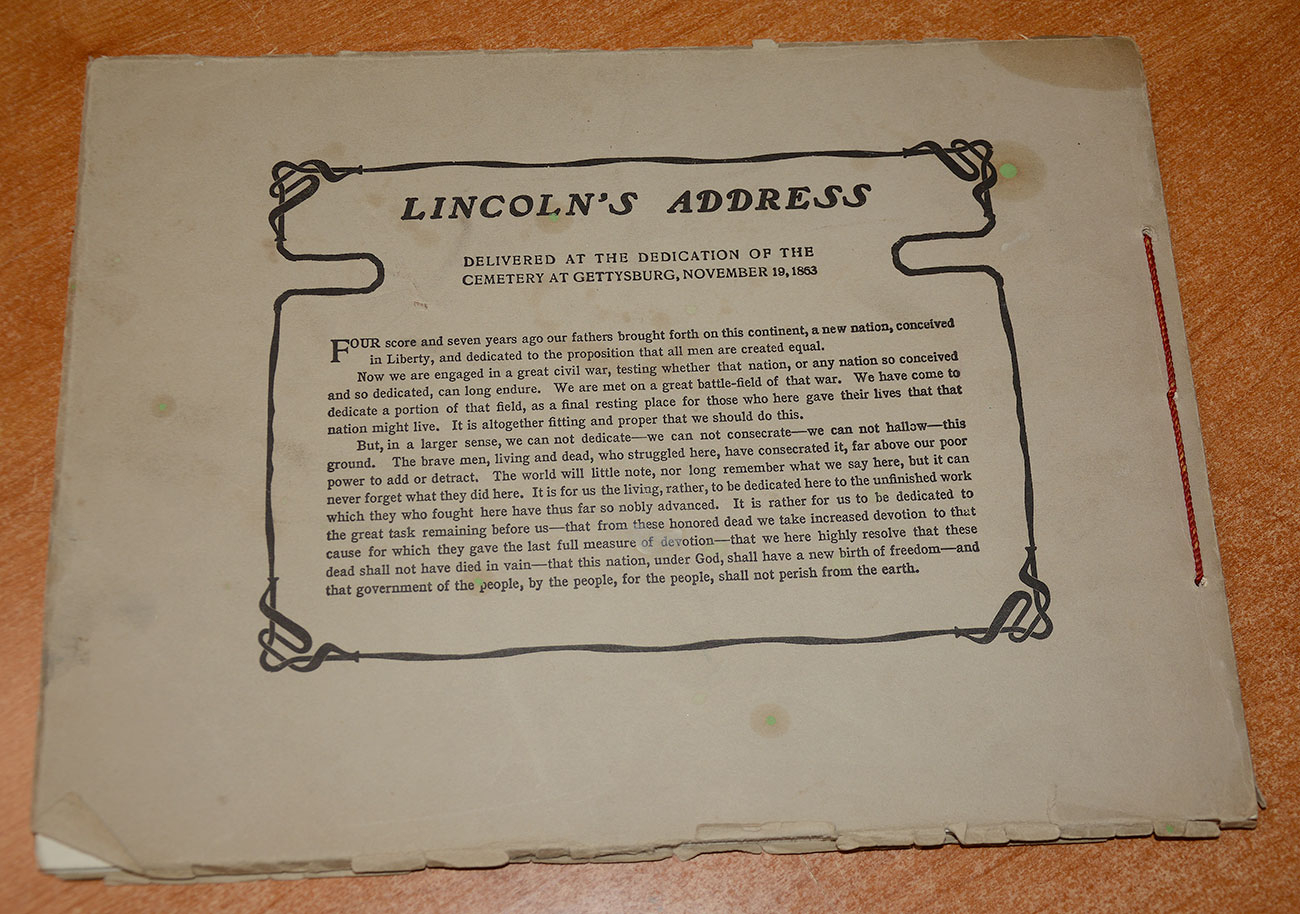 LINCOLN'S ADDRESS
DELIVERED AT THE DEDICATION OF THE
CEMETERY AT GETTYSBURG, NOVEMBER 19, 1863
FOUR score and seven years ago our fathers brought forth on this continent, a new nation, conceived
in Liberty, and dedicated to the proposition that all men are created equal.
Now we are engaged in a great civil war, testing whether that nation, or any nation so conceived
and so dedicated, can long endure. We are met on a great battle-field of that war. We have come to
dedicate a portion of that field, as a final resting place for those who here gave their lives that that
nation might live. It is altogether fitting and proper that we should do this.
But, in a larger sense, we can not dedicate—we can not consecrate—we can not hallow—this
ground. The brave men, living and dead, who struggled here, have consecrated it, far above our poor
power to add or detract. The world will little note, nor long remember what we say here, but it can
never forget what they did here. It is for us the living, rather, to be dedicated here to the unfinished work
which they who fought here have thus far so nobly advanced. It is rather for us to be dedicated to
the great task remaining before us—that from these honored dead we take increased devotion to that
cause for which they gave the last full measure of devotion—that we here highly resolve that these
dead shall not have died in vain—that this nation, under God, shall have a new birth of freedom—and
that government of the people, by the people, for the people, shall not perish from the earth.